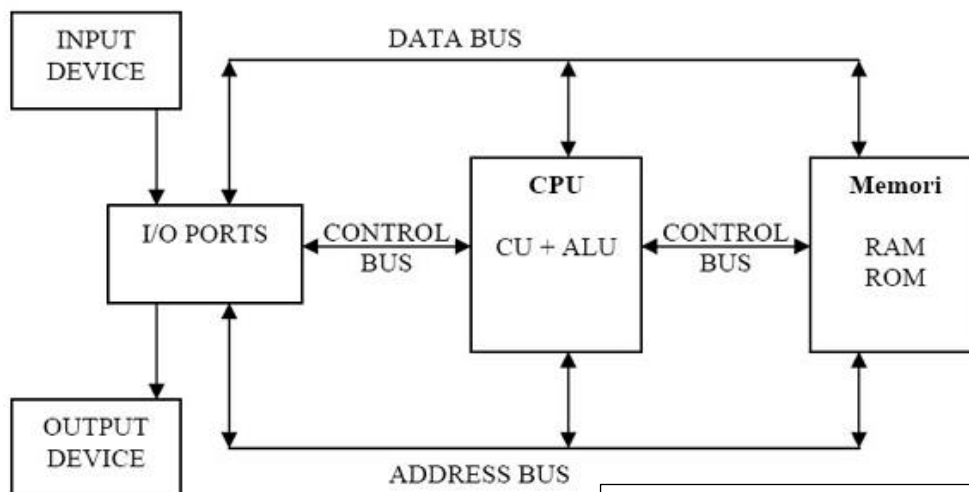 INPUT
DEVICE
DATA BUS
I/O PORTS
CONTROL
BUS
CPU
CU + ALU
CONTROL
BUS
Memori
RAM
ROM
OUTPUT
DEVICE
ADDRESS BUS